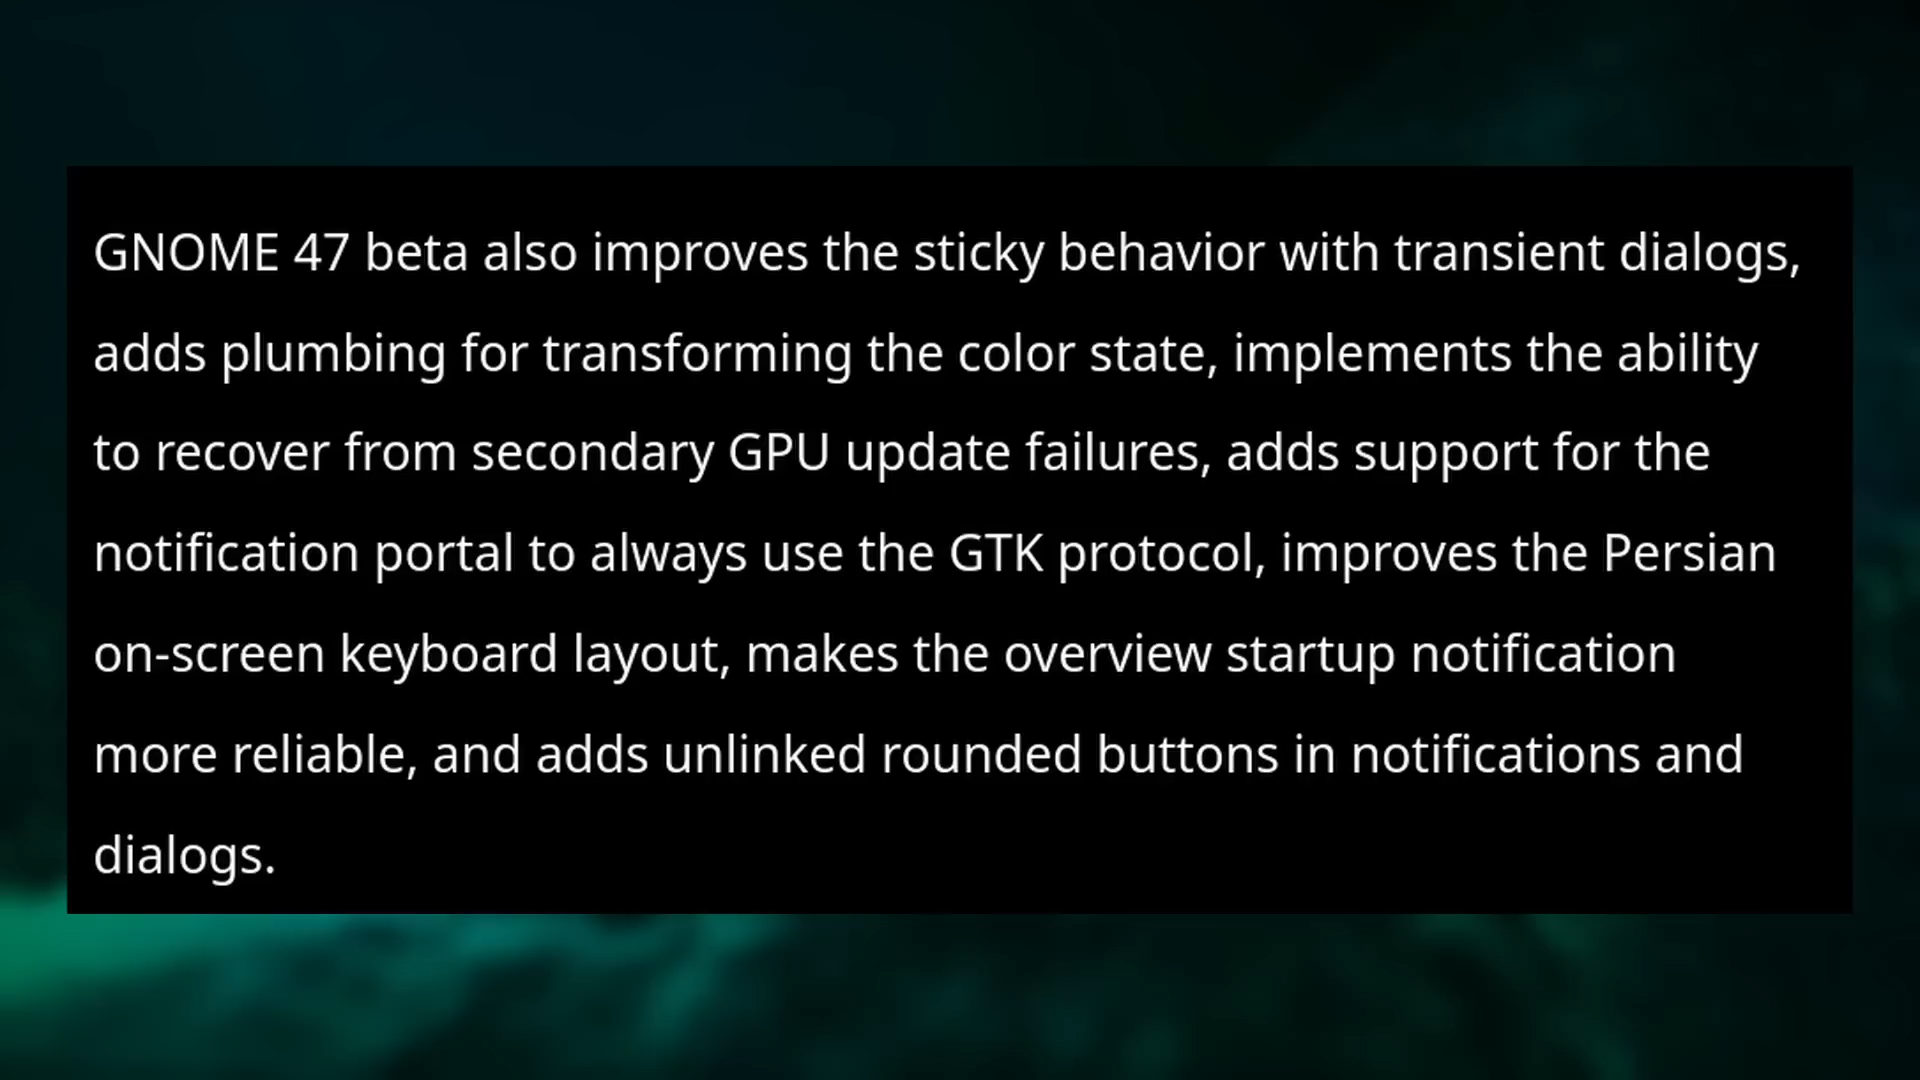 GNOME 47 beta also improves the sticky behavior with transient dialogs,
adds plumbing for transforming the color state, implements the ability
to recover from secondary GPU update failures, adds support for the
notification portal to always use the GTK protocol, improves the Persian
on-screen keyboard layout, makes the overview startup notification
more reliable, and adds unlinked rounded buttons in notifications and
dialogs.